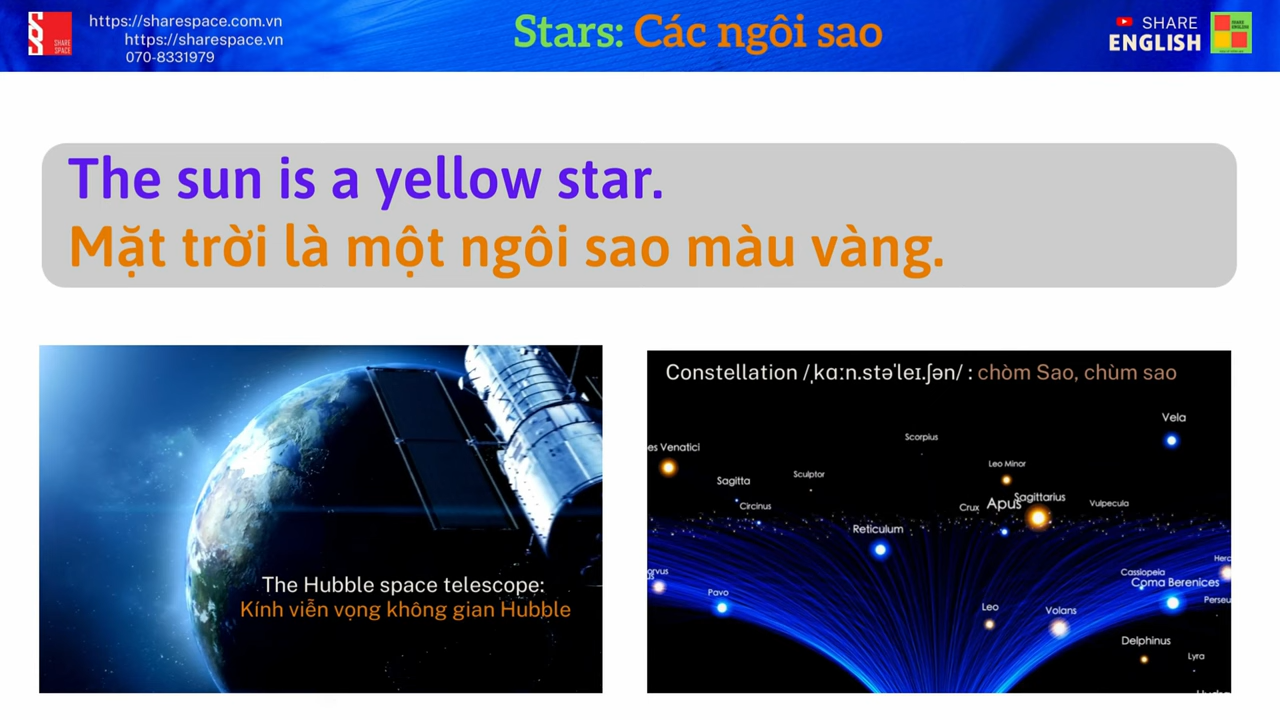 https://sharespace.com.vn
https://sharespace.vn
070-8331979
SHARE
SPACE
Stars: Các ngôi sao
SHARE
ENGLISH
The sun is a yellow star.
Mặt trời là một ngôi sao màu vàng.
The Hubble space telescope:
Kính viễn vọng không gian Hubble
Constellation /ˌkɑːn.stəˈleɪ.ʃən/ : chòm Sao, chùm sao
Vela
Scorpius
es Venatici
Leo Minor
Sculptor
Sagitta
Sagittarius
Circinus
Crux
Apus
Vulpecula
Reticulum
Cassiopeia
Coma Berenices
Pavo
Leo
Volans
Perseu
Delphinus
Lyra